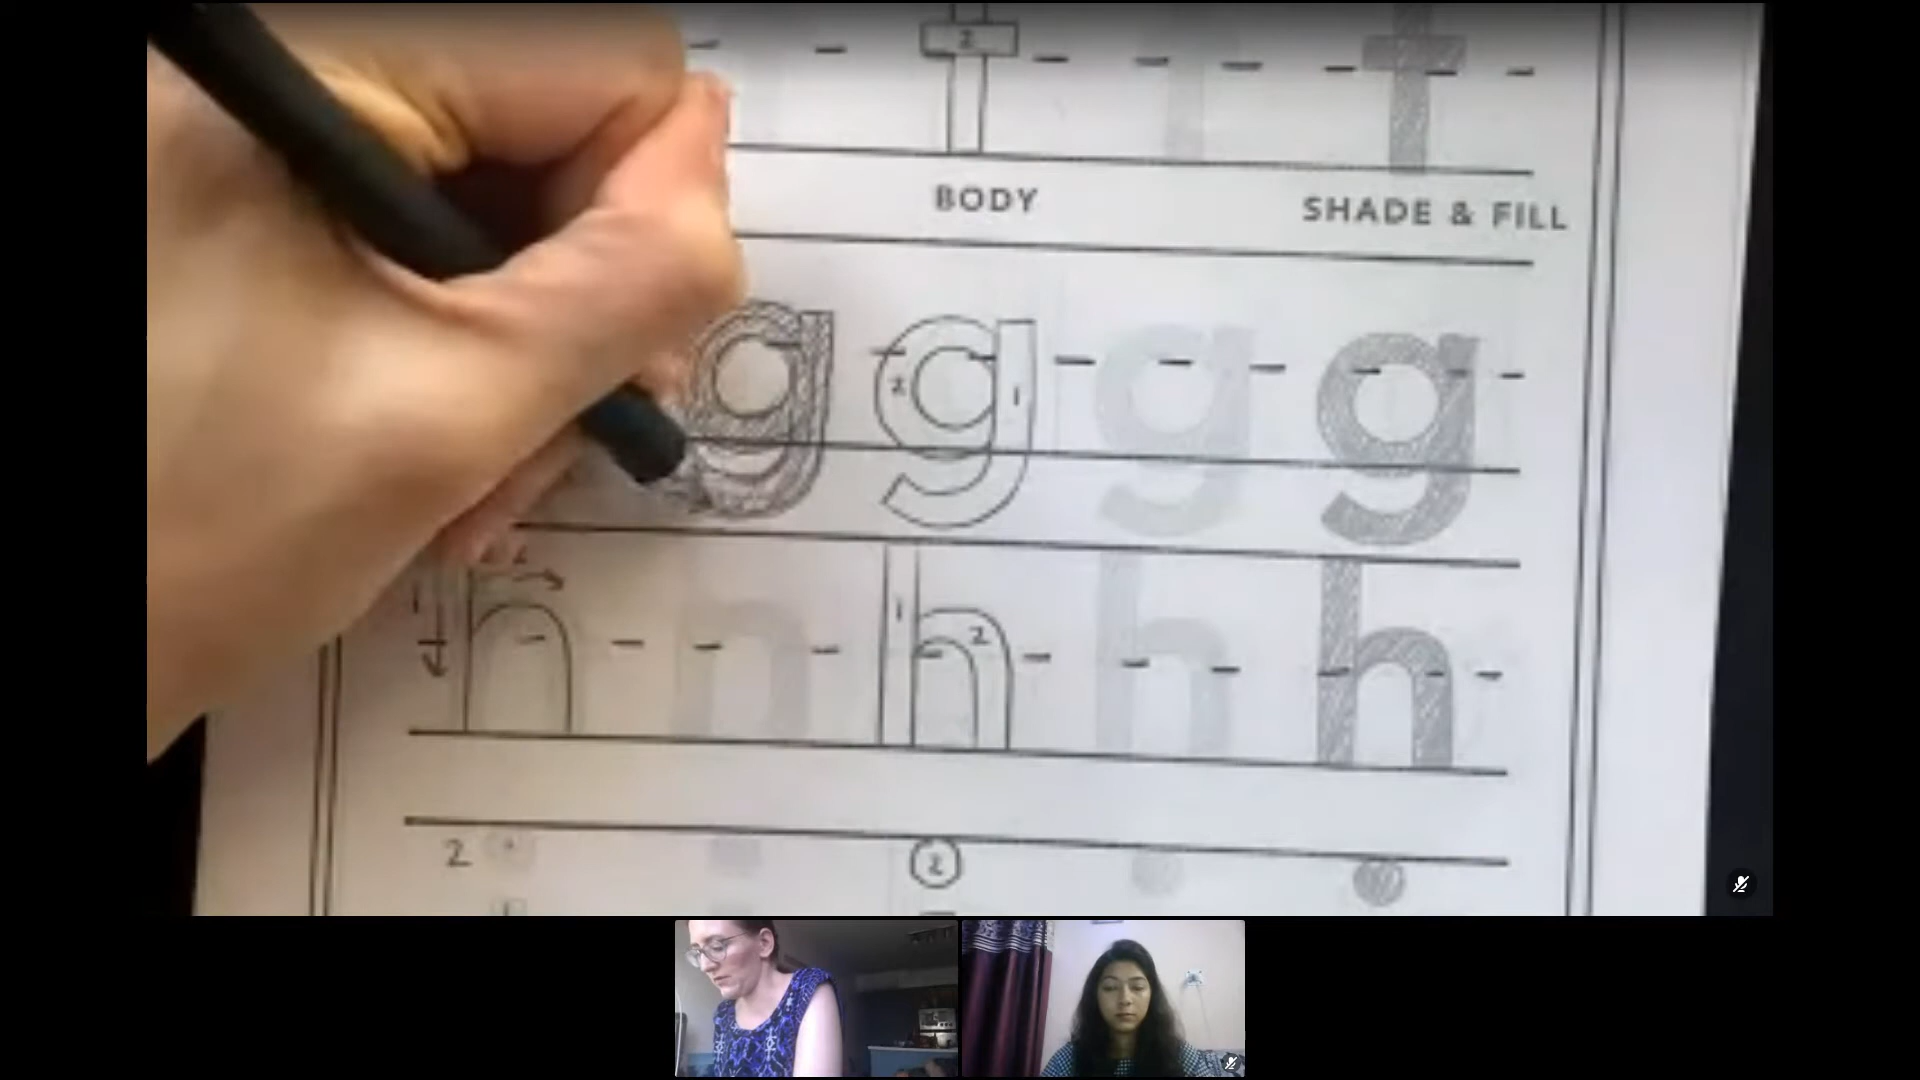 2
t t
BODY SHADE & FILL
g g 2 1 g g
1 2 h n 1 2 h h h
2 2